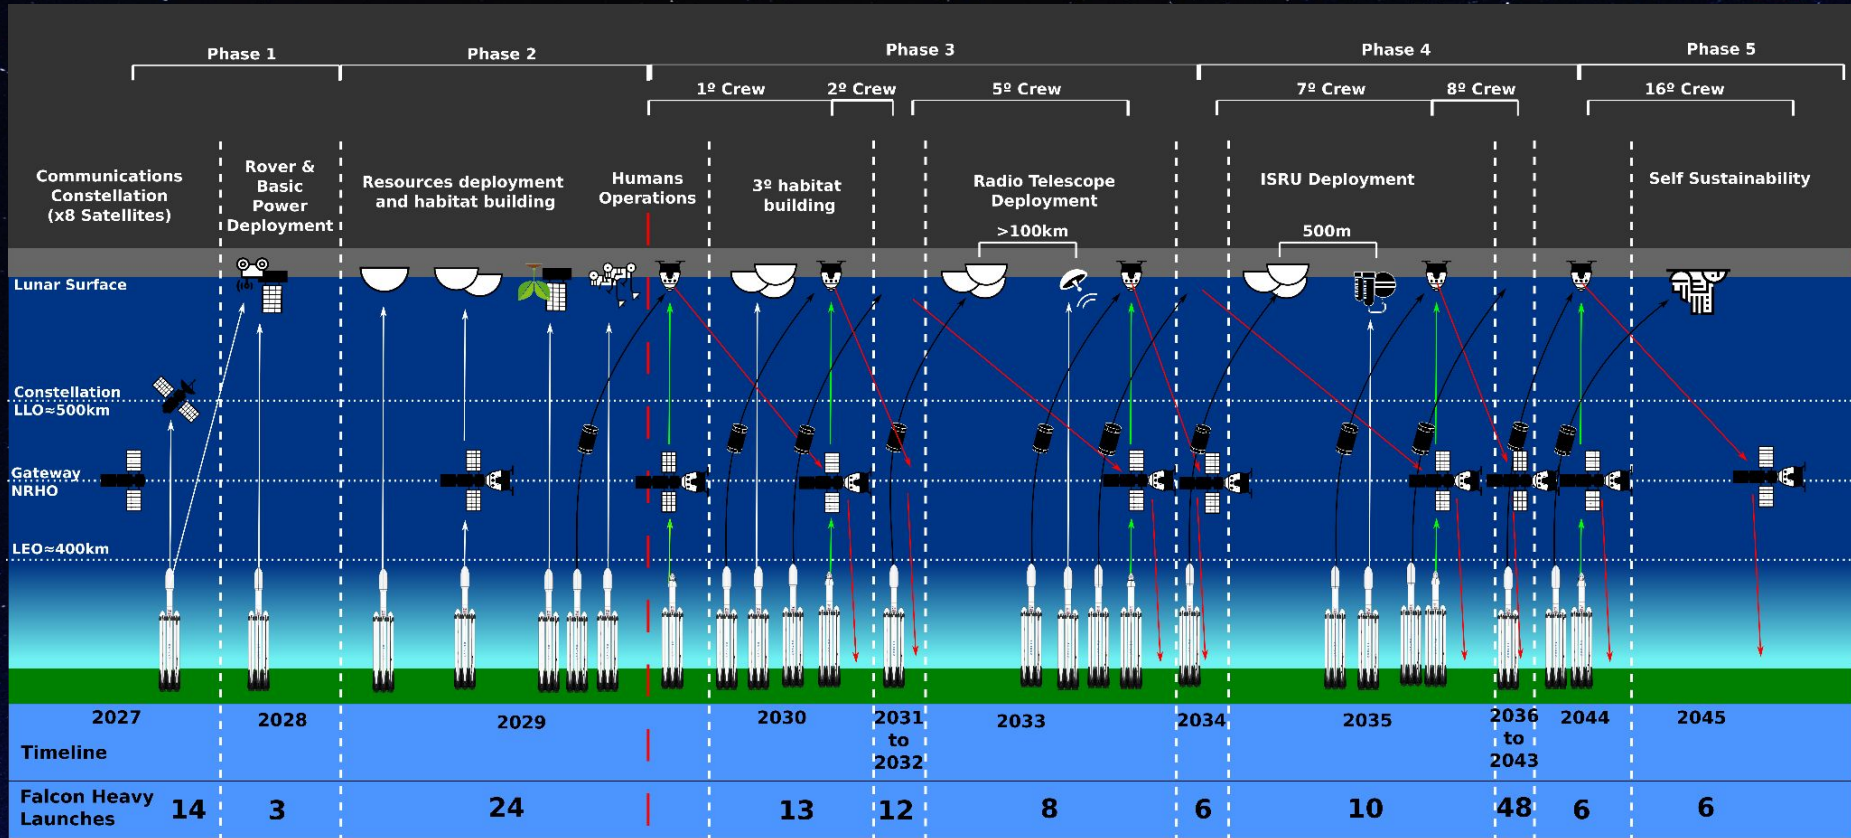 Phase 1
Phase 2
Phase 3
Phase 4
Phase 5
1º Crew
2º Crew
5º Crew
7º Crew
8º Crew
16º Crew
Communications
Constellation
(x8 Satellites)
Rover &
Basic
Power
Deployment
Resources deployment
and habitat building
Humans
Operations
3º habitat
building
Radio Telescope
Deployment
>100km
ISRU Deployment
500m
Self Sustainability
Lunar Surface
Constellation
LLO≈500km
Gateway
NRHO
LEO≈400km
2027
2028
2029
2030
2031
to
2032
2033
2034
2035
2036
to
2043
2044
2045
Timeline
Falcon Heavy
Launches
14
3
24
13
12
8
6
10
48
6
6